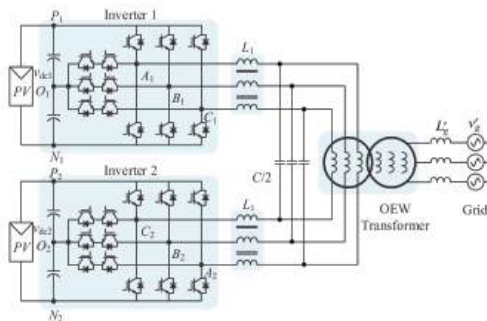 P1
Inverter 1
PV
vdc1
O1
A1
B1
C1
L1
N1
P2
Inverter 2
PV
vdc2
O2
C2
B2
A2
L1
N2
C/2
OEW
Transformer
L'g
v'g
Grid